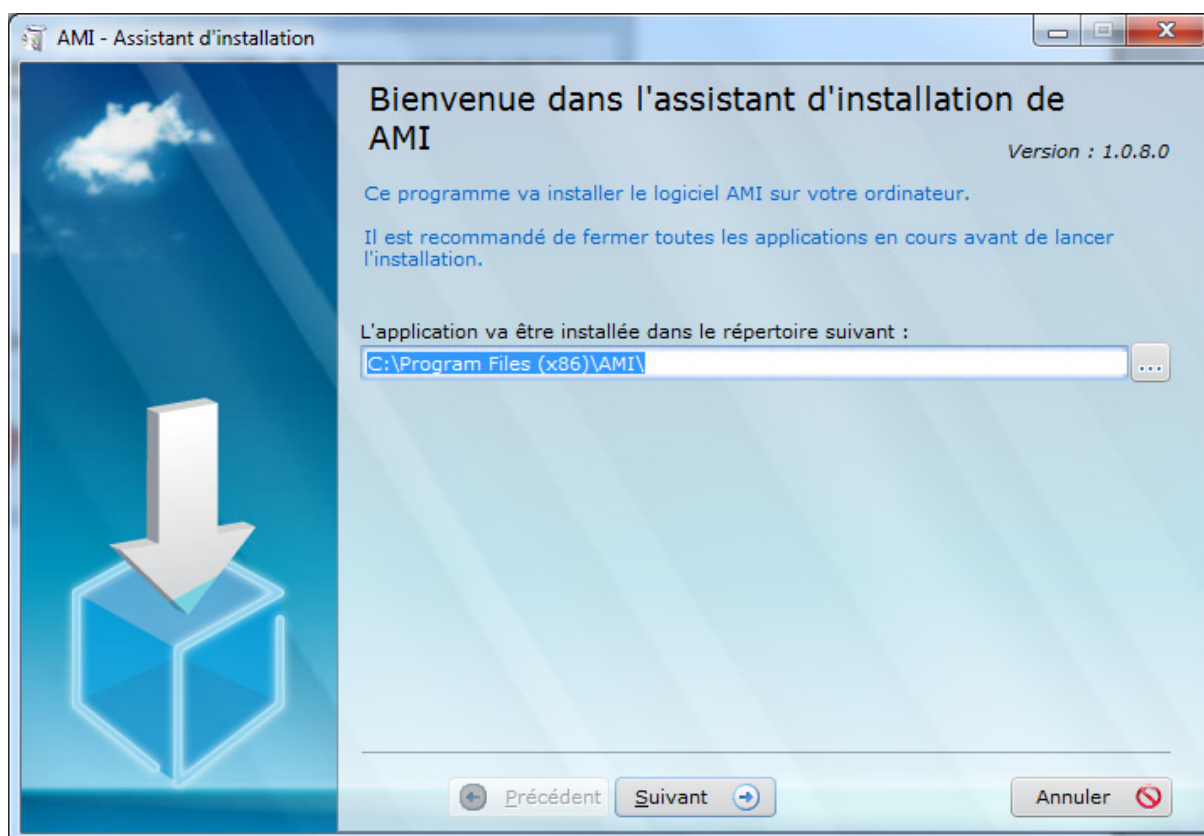 AMI - Assistant d'installation
Bienvenue dans l'assistant d'installation de
AMI
Version : 1.0.8.0
Ce programme va installer le logiciel AMI sur votre ordinateur.
Il est recommandé de fermer toutes les applications en cours avant de lancer
l'installation.
L'application va être installée dans le répertoire suivant :
C:\Program Files (x86)\AMI\
...
Précédent
Suivant
Annuler